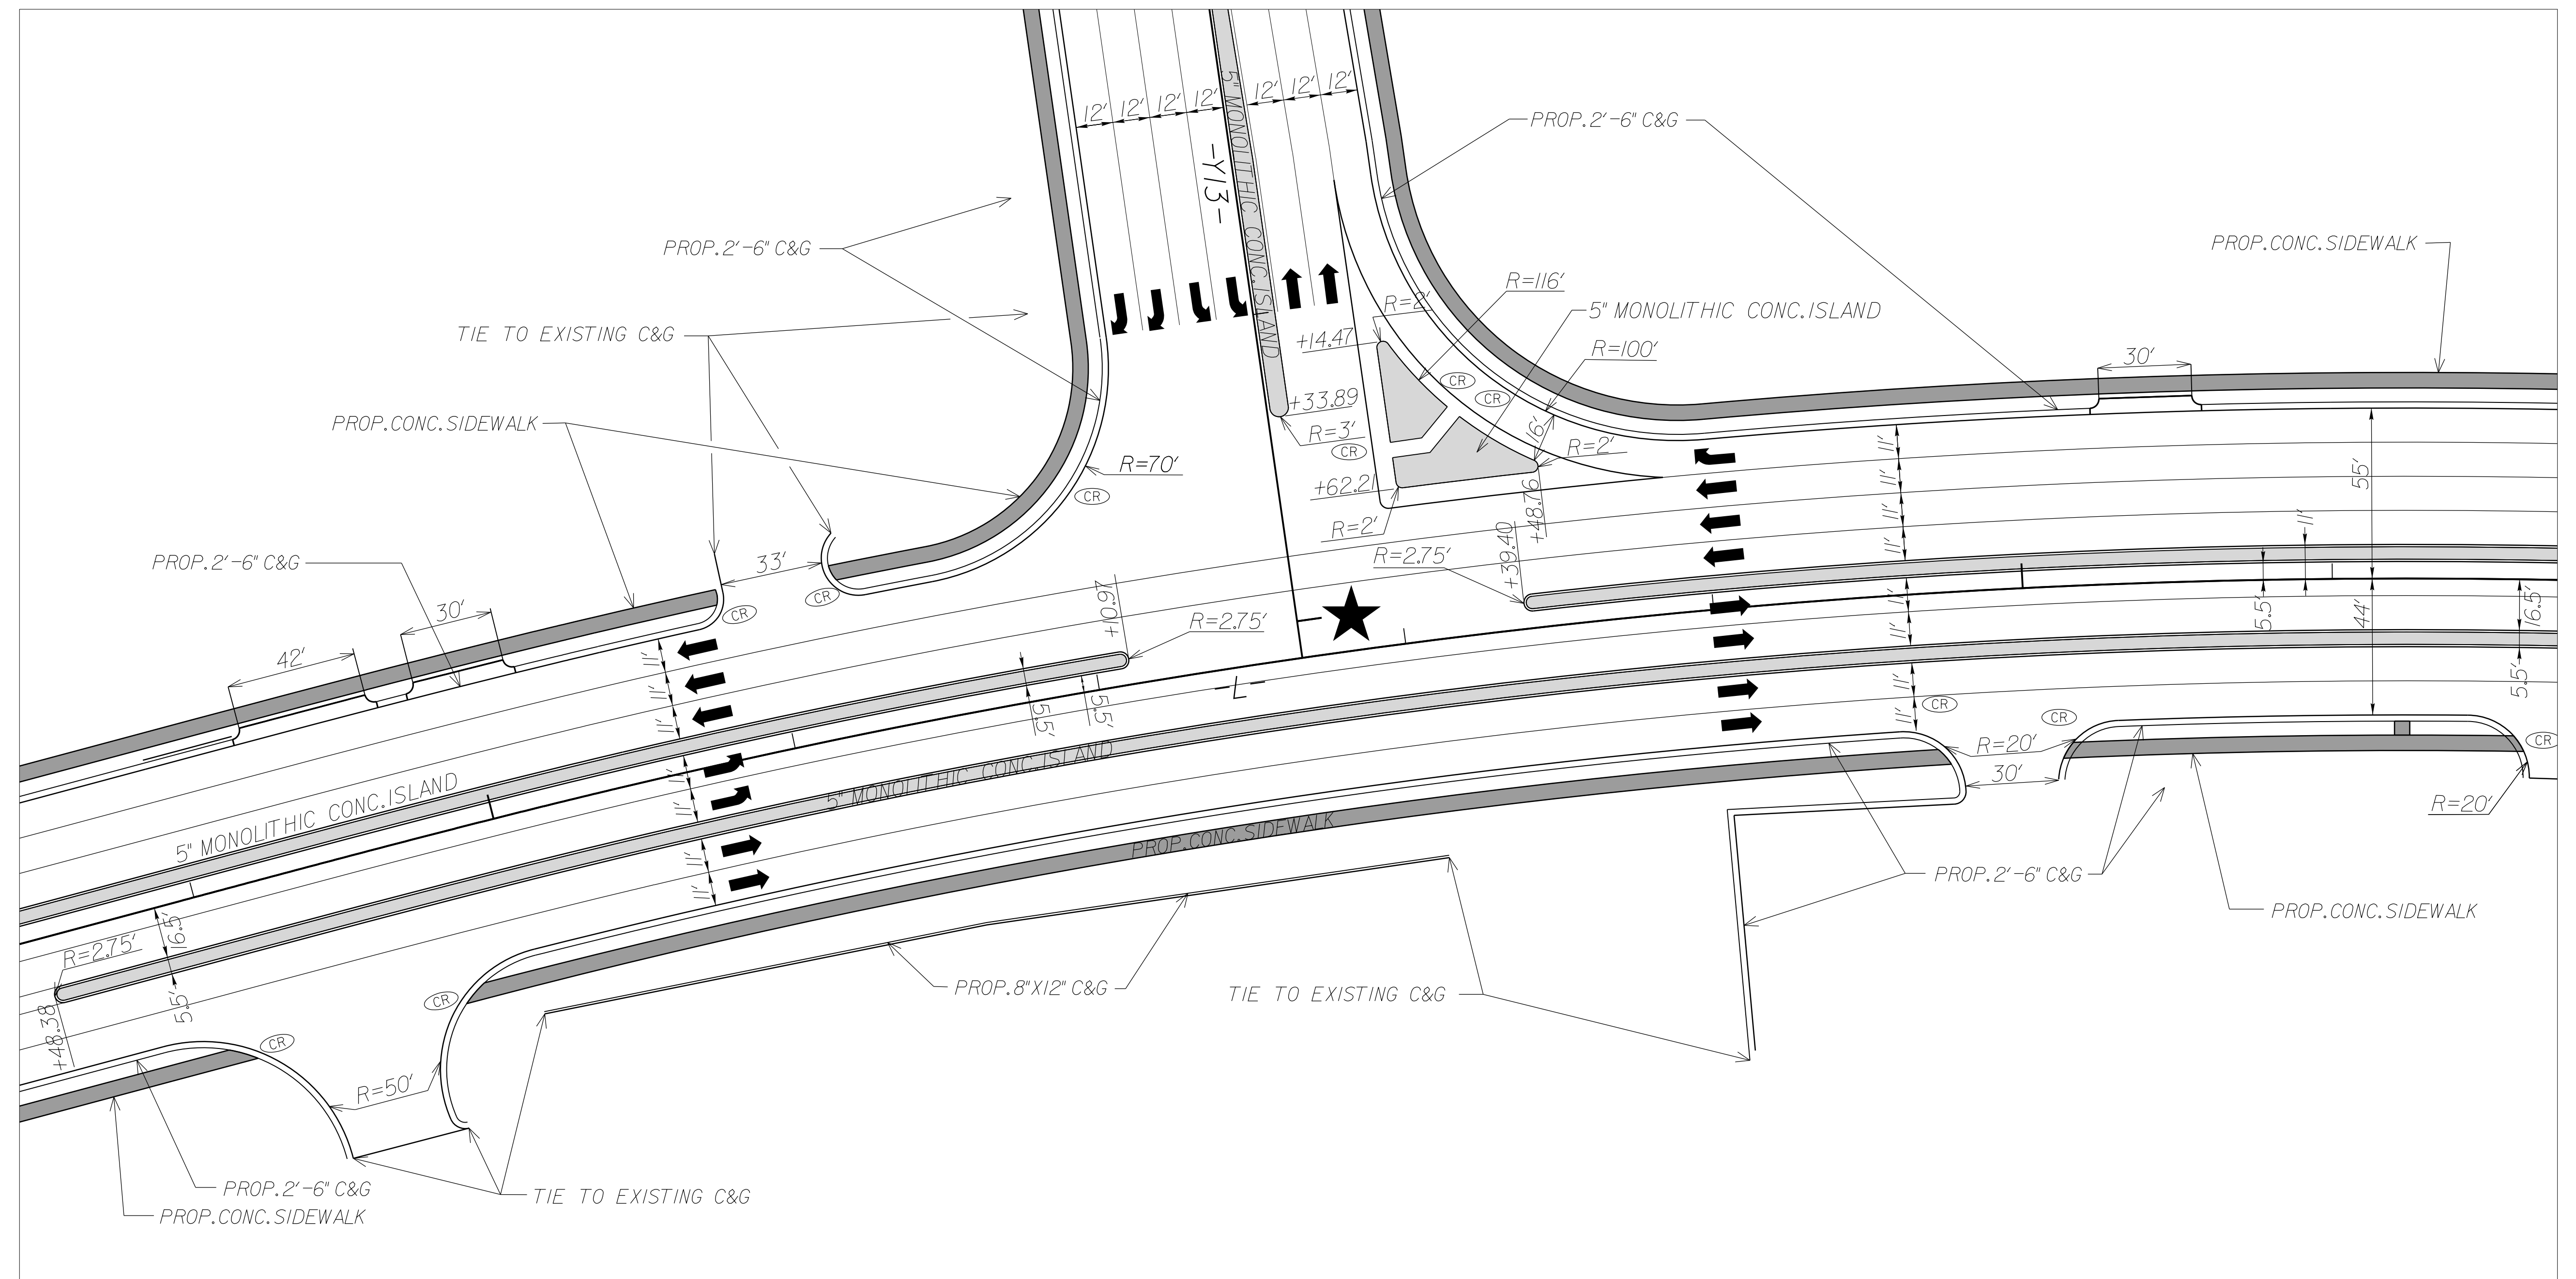 12' 12' 12' 12' 12' 12' 12'
5" MONOLITHIC CONC. ISLAND
-Y13-
PROP. 2'-6" C&G
PROP. 2'-6" C&G
PROP. CONC. SIDEWALK
R=116'
R=2'
5" MONOLITHIC CONC. ISLAND
TIE TO EXISTING C&G
+14.47
R=100'
CR
CR
30'
+33.89
R=3'
CR
16'
R=2'
PROP. CONC. SIDEWALK
R=70'
CR
+62.21
R=2'
+48.76
+39.40
R=2.75'
11'
11'
11'
11'
55'
11'
PROP. 2'-6" C&G
33'
CR
CR
30'
42'
+10.97
R=2.75'
11'
11'
11'
11'
5.5'
44'
16.5'
5.5'
5.5'
5.5'
-L-
11'
11'
11'
CR
CR
CR
11'
11'
R=20'
30'
R=20'
5" MONOLITHIC CONC. ISLAND
5" MONOLITHIC CONC. ISLAND
11'
11'
11'
11'
PROP. CONC. SIDEWALK
PROP. 2'-6" C&G
PROP. CONC. SIDEWALK
16.5'
R=2.75'
5.5'
+48.38
CR
CR
PROP. 8"X12" C&G
TIE TO EXISTING C&G
R=50'
PROP. 2'-6" C&G
TIE TO EXISTING C&G
PROP. CONC. SIDEWALK